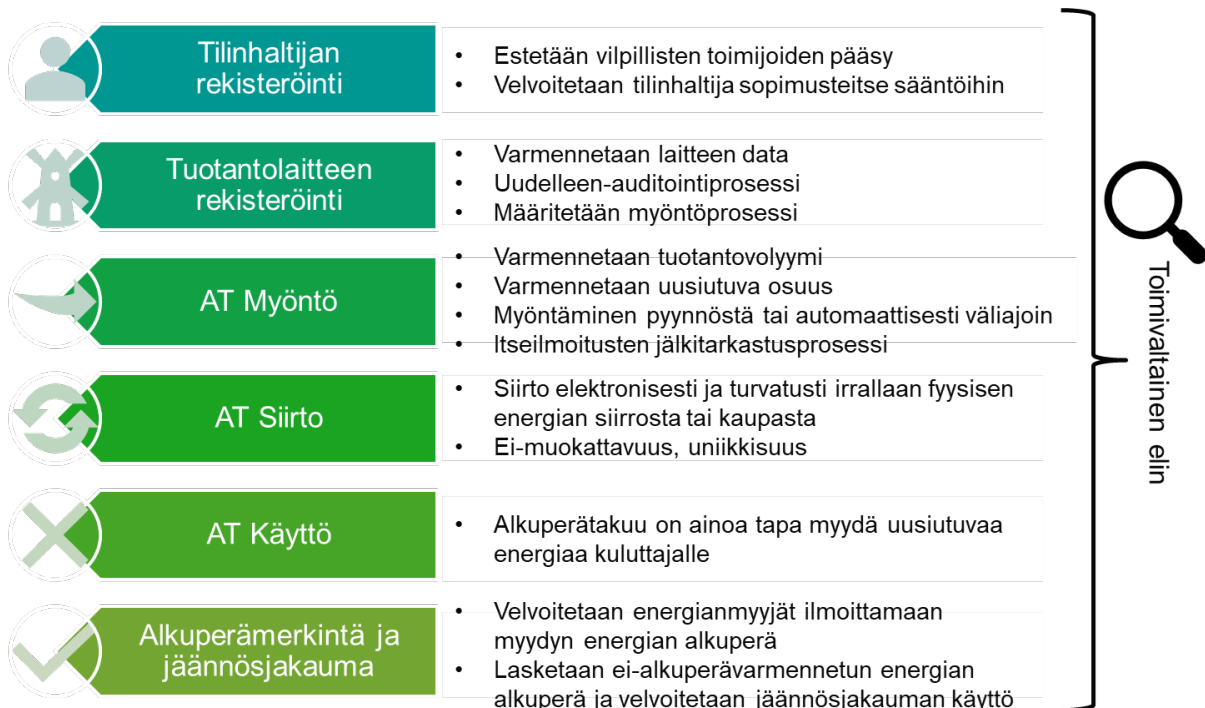 Tilinhaltijan
rekisteröinti
• Estetään vilpillisten toimijoiden pääsy
• Velvoitetaan tilinhaltija sopimusteitse sääntöihin
Tuotantolaitteen
rekisteröinti
• Varmennetaan laitteen data
• Uudelleen-auditointiprosessi
• Määritetään myöntöprosessi
AT Myöntö
• Varmennetaan tuotantovolyymi
• Varmennetaan uusiutuva osuus
• Myöntäminen pyynnöstä tai automaattisesti väliajoin
• Itseilmoitusten jälkitarkastusprosessi
AT Siirto
• Siirto elektronisesti ja turvatusti irrallaan fyysisen
energian siirrosta tai kaupasta
• Ei-muokattavuus, uniikkisuus
AT Käyttö
• Alkuperätakuu on ainoa tapa myydä uusiutuvaa
energiaa kuluttajalle
Alkuperämerkintä ja
jäännösjakauma
• Velvoitetaan energianmyyjät ilmoittamaan
myydyn energian alkuperä
• Lasketaan ei-alkuperävarmennetun energian
alkuperä ja velvoitetaan jäännösjakauman käyttö
Toimivaltainen elin